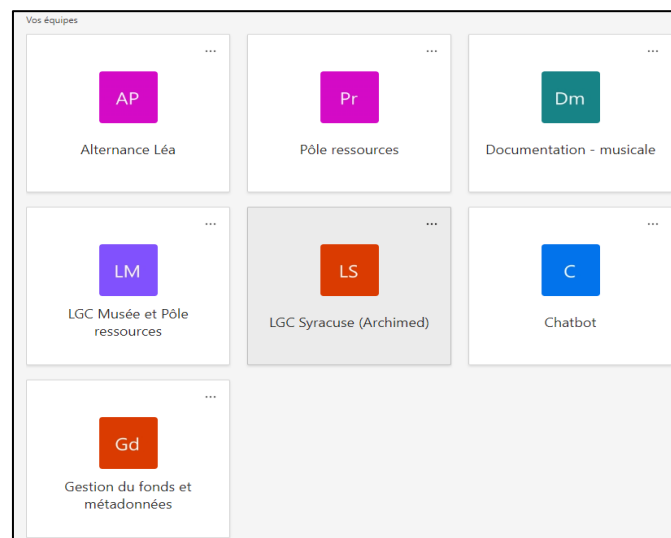 Vos équipes
...
AP
Alternance Léa
...
Pr
Pôle ressources
...
Dm
Documentation - musicale
...
LM
LGC Musée et Pôle
ressources
...
LS
LGC Syracuse (Archimed)
...
C
Chatbot
...
Gd
Gestion du fonds et
métadonnées